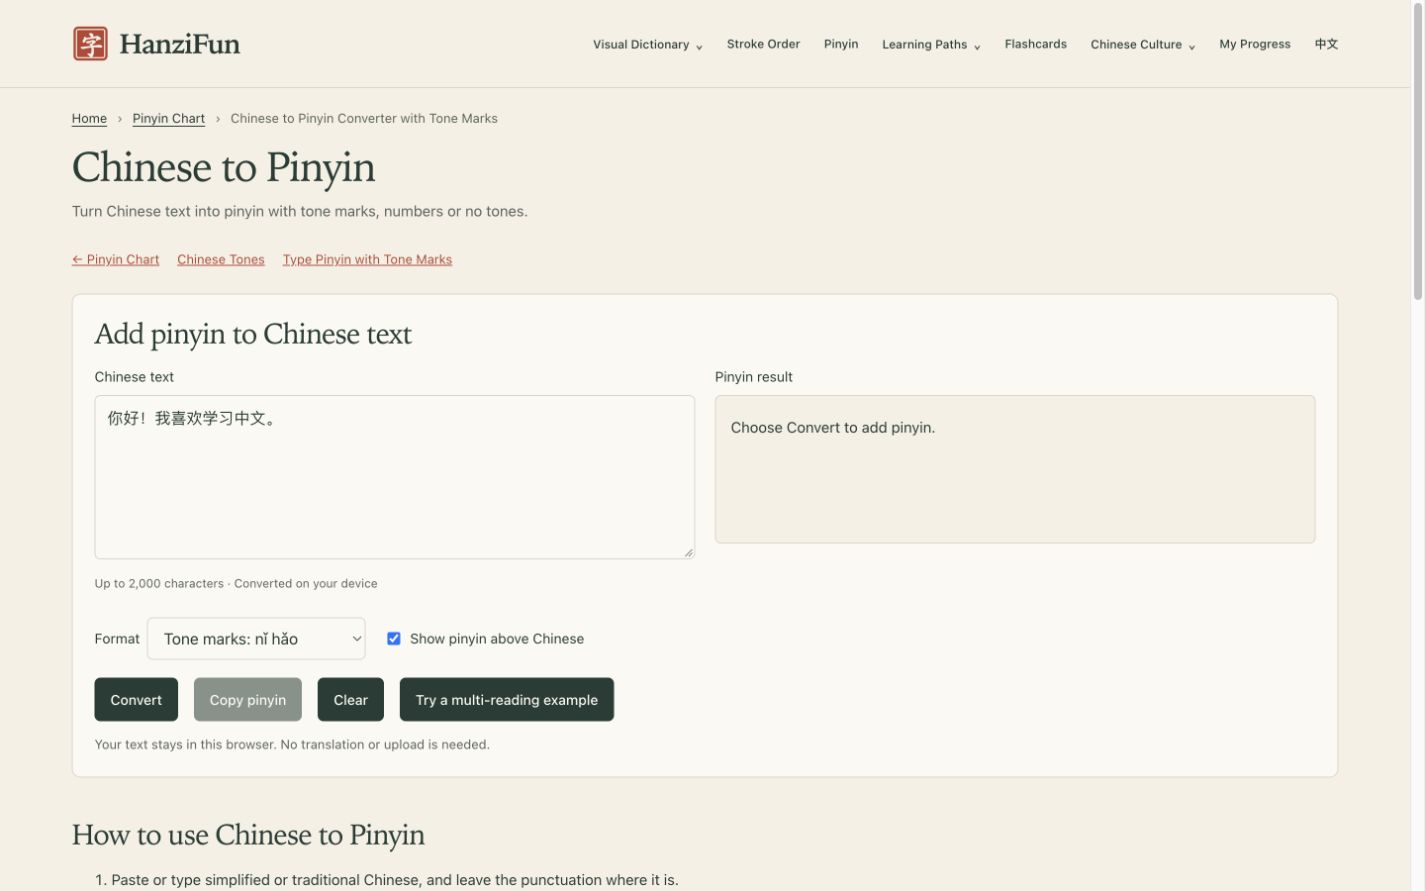 字 HanziFun
Visual Dictionary Stroke Order Pinyin Learning Paths Flashcards Chinese Culture My Progress 中文
Home › Pinyin Chart › Chinese to Pinyin Converter with Tone Marks
Chinese to Pinyin
Turn Chinese text into pinyin with tone marks, numbers or no tones.
← Pinyin Chart Chinese Tones Type Pinyin with Tone Marks
Add pinyin to Chinese text
Chinese text
你好！我喜欢学习中文。
Up to 2,000 characters · Converted on your device
Pinyin result
Choose Convert to add pinyin.
Format Tone marks: nǐ hǎo Show pinyin above Chinese
Convert Copy pinyin Clear Try a multi-reading example
Your text stays in this browser. No translation or upload is needed.
How to use Chinese to Pinyin
1. Paste or type simplified or traditional Chinese, and leave the punctuation where it is.